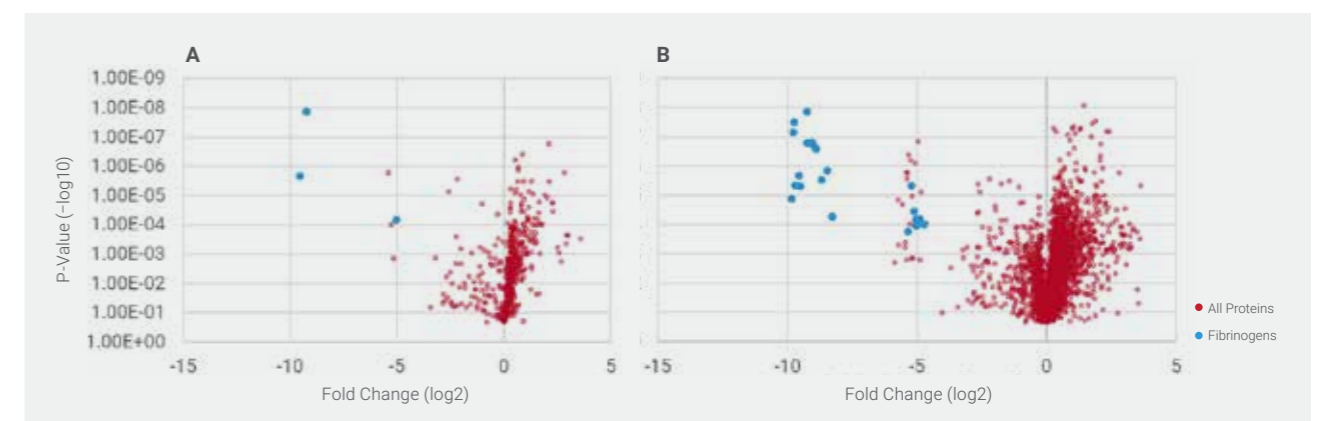 A
B
1.00E-09
1.00E-08
1.00E-07
1.00E-06
1.00E-05
1.00E-04
1.00E-03
1.00E-02
1.00E-01
1.00E+00
P-Value (−log10)
-15 -10 -5 0 5
-15 -10 -5 0 5
Fold Change (log2)
Fold Change (log2)
All Proteins
Fibrinogens